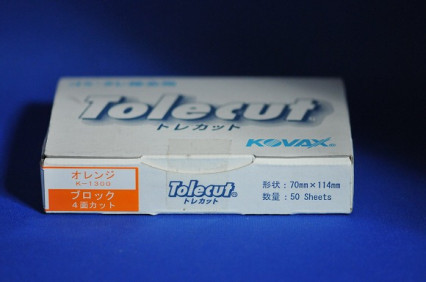 Tolecut
トレカット
KOVAX
オレンジ
K-1300
ブロック
4面カット
Tolecut
トレカット
形状:70mm×114mm
数量:50 Sheets